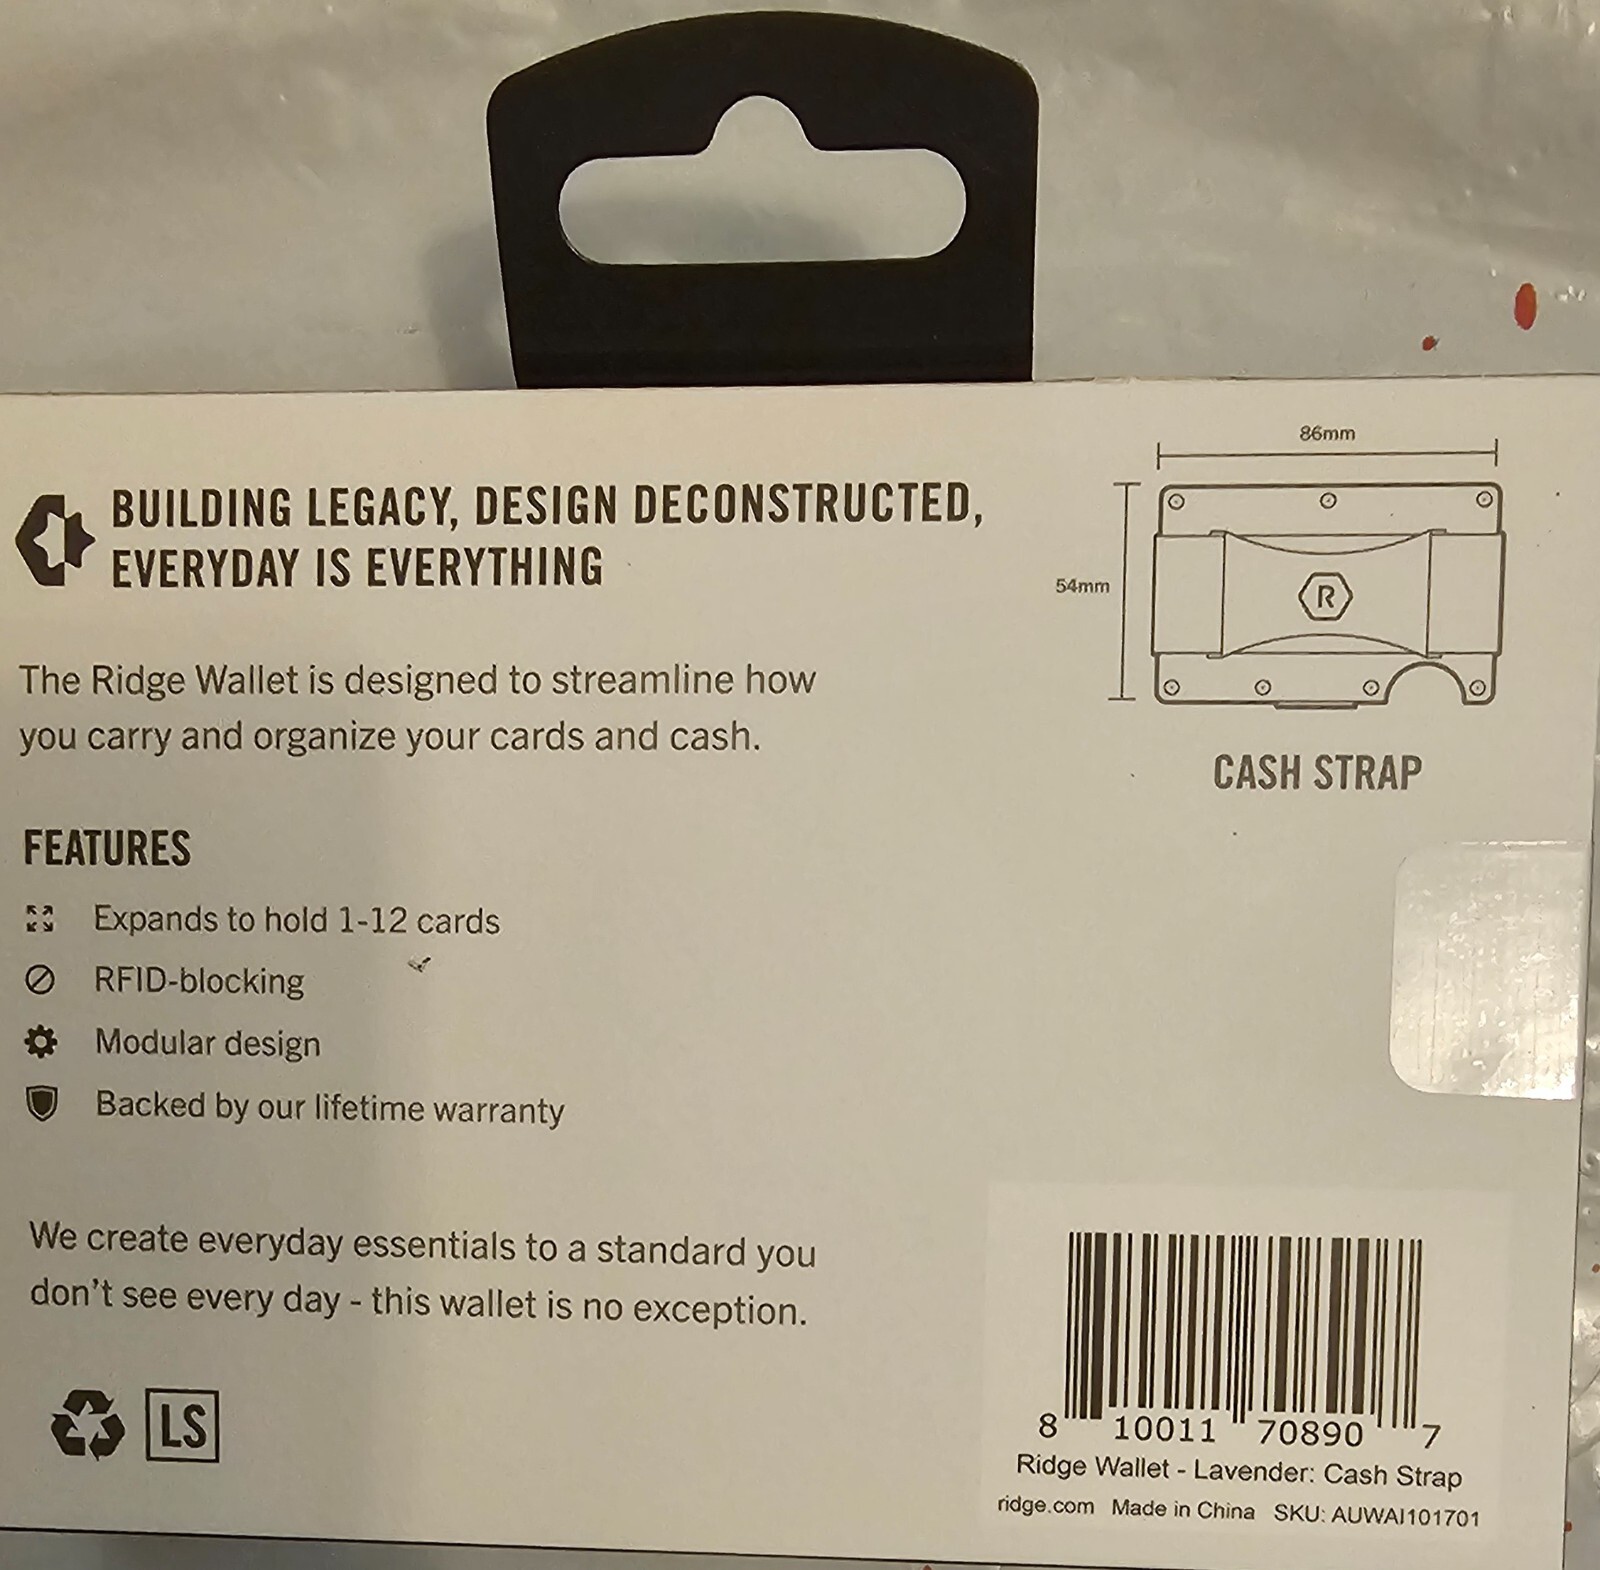 BUILDING LEGACY, DESIGN DECONSTRUCTED,
EVERYDAY IS EVERYTHING
The Ridge Wallet is designed to streamline how
you carry and organize your cards and cash.
FEATURES
Expands to hold 1-12 cards
RFID-blocking
Modular design
Backed by our lifetime warranty
We create everyday essentials to a standard you
don't see every day - this wallet is no exception.
LS
86mm
54mm
R
CASH STRAP
8 10011 70890 7
Ridge Wallet - Lavender: Cash Strap
ridge.com Made in China SKU: AUWAI101701